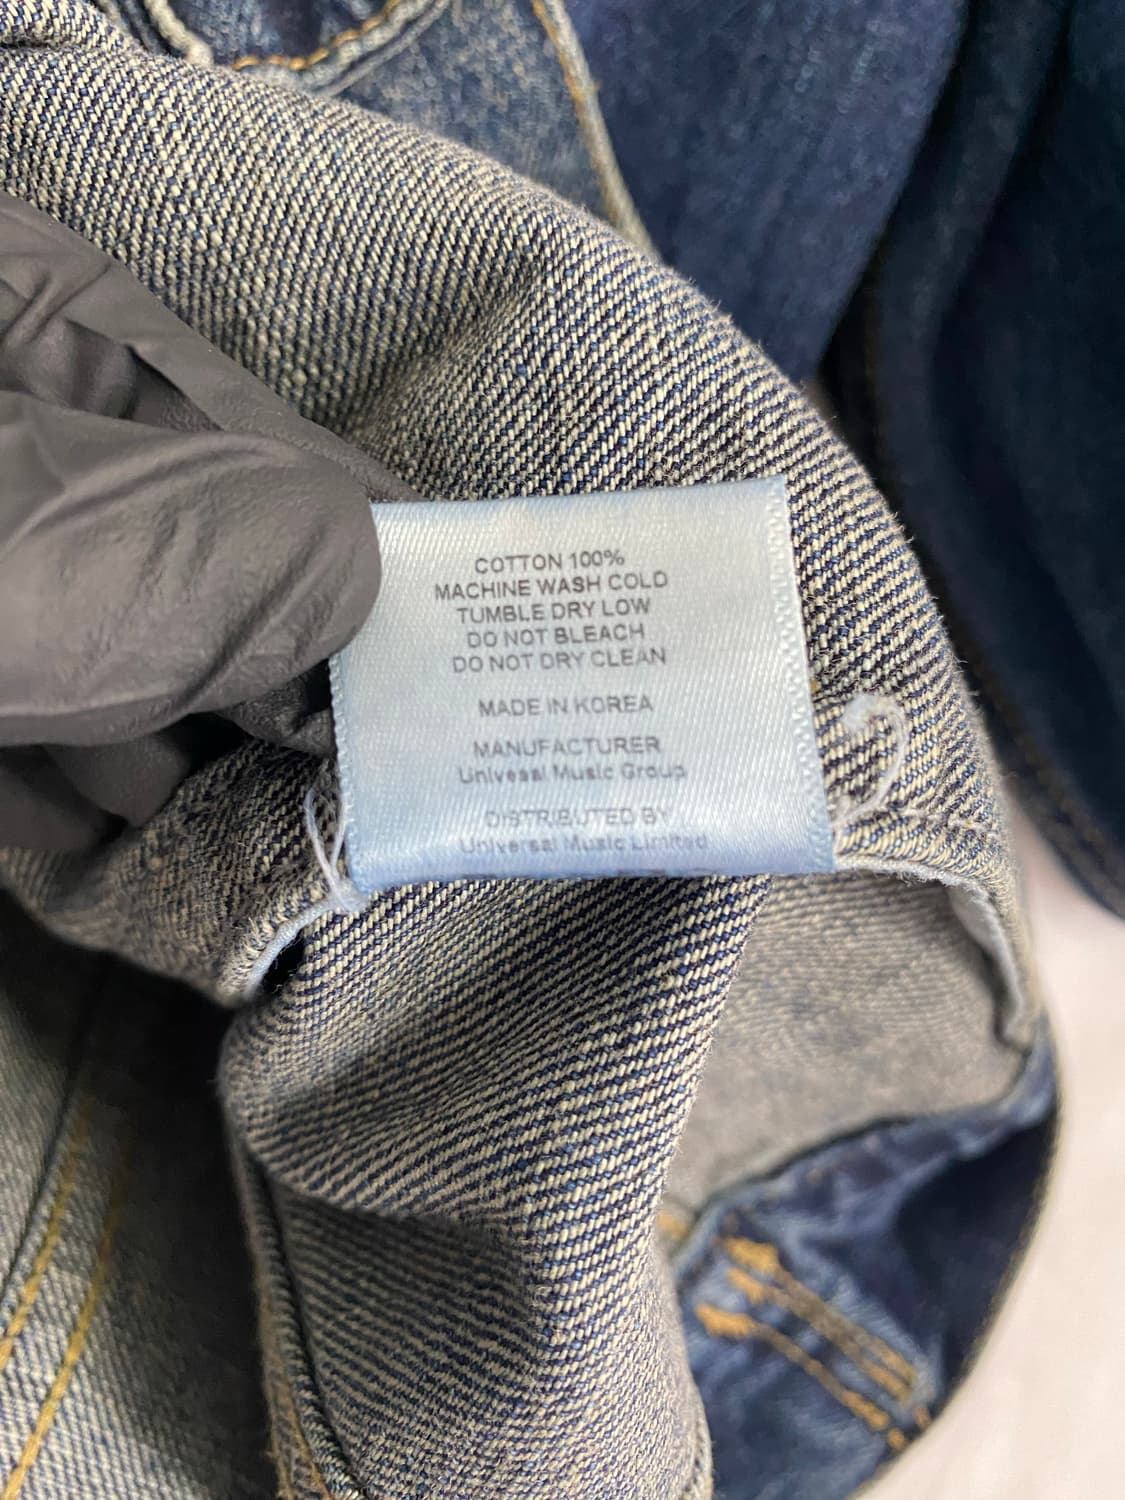 COTTON 100%
MACHINE WASH COLD
TUMBLE DRY LOW
DO NOT BLEACH
DO NOT DRY CLEAN
MADE IN KOREA
MANUFACTURER
Univesal Music Group
DISTRIBUTED BY
Universal Music Limited